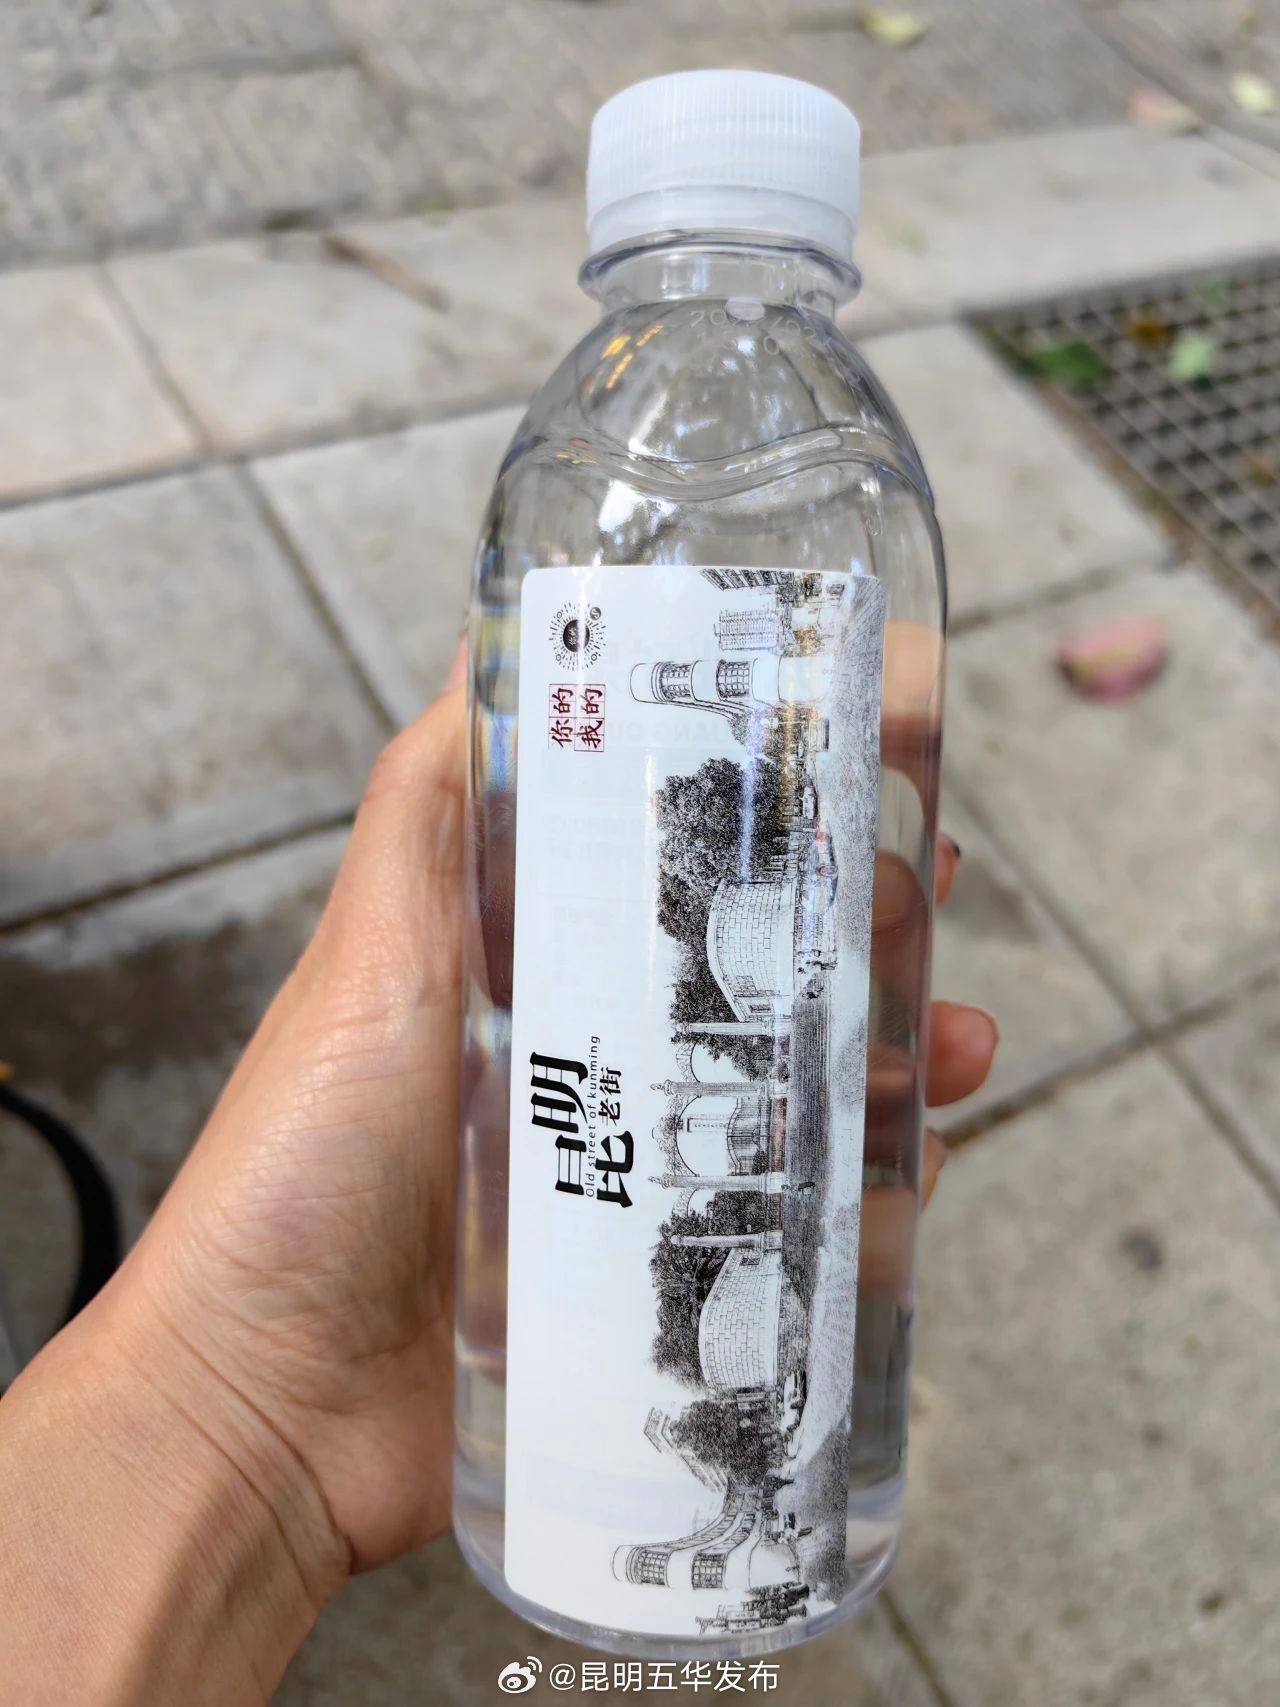 你的
我的
昆明
Old street of kunming
老街
@昆明五华发布